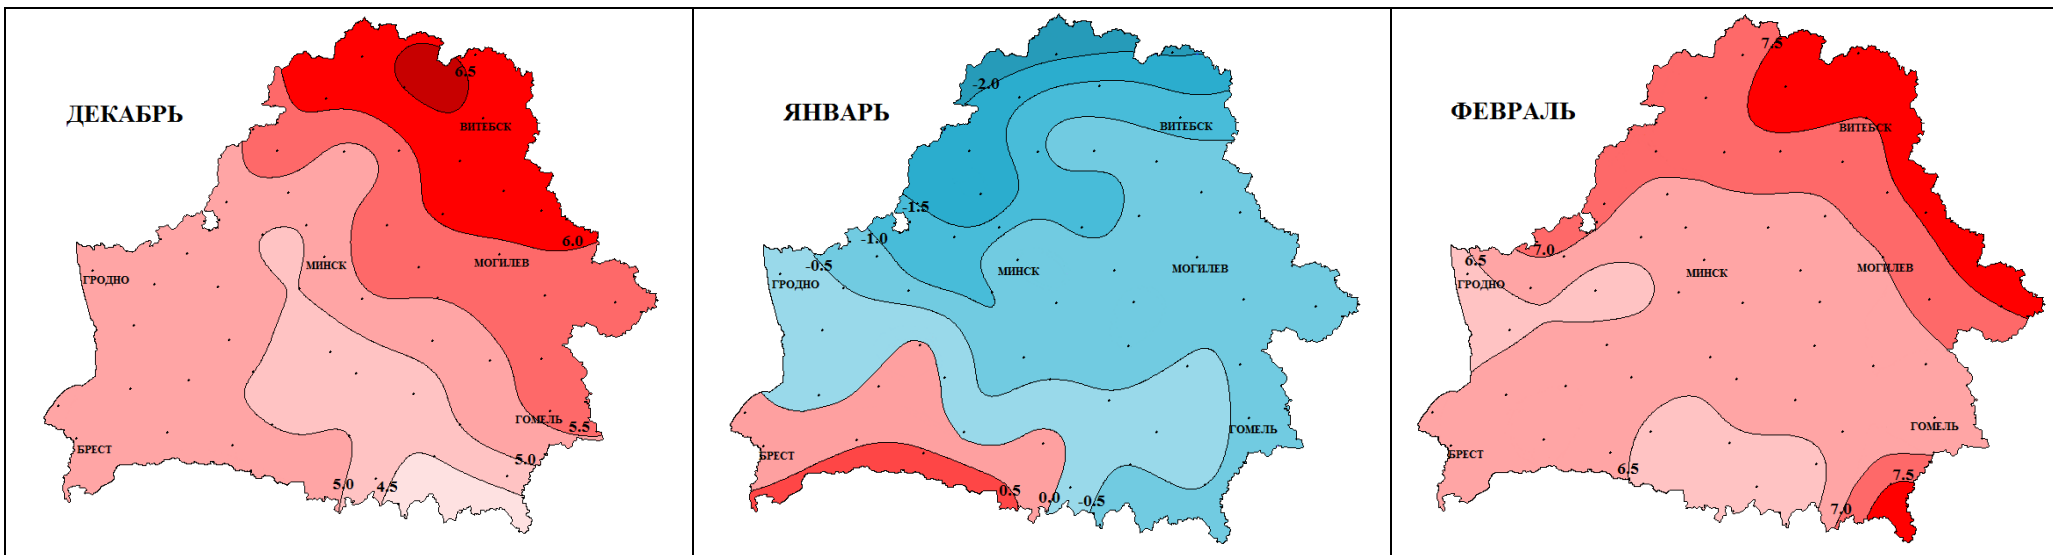 ДЕКАБРЬ
6.5
ВИТЕБСК
6.0
МОГИЛЕВ
МИНСК
ГРОДНО
ГОМЕЛЬ
5.5
БРЕСТ
5.0
5.0
4.5
ЯНВАРЬ
-2.0
ВИТЕБСК
-1.5
-1.0
-0.5
МИНСК
МОГИЛЕВ
ГРОДНО
ГОМЕЛЬ
БРЕСТ
0.5
0.0
-0.5
ФЕВРАЛЬ
7.5
ВИТЕБСК
7.0
6.5
МИНСК
МОГИЛЕВ
ГРОДНО
ГОМЕЛЬ
БРЕСТ
6.5
7.5
7.0